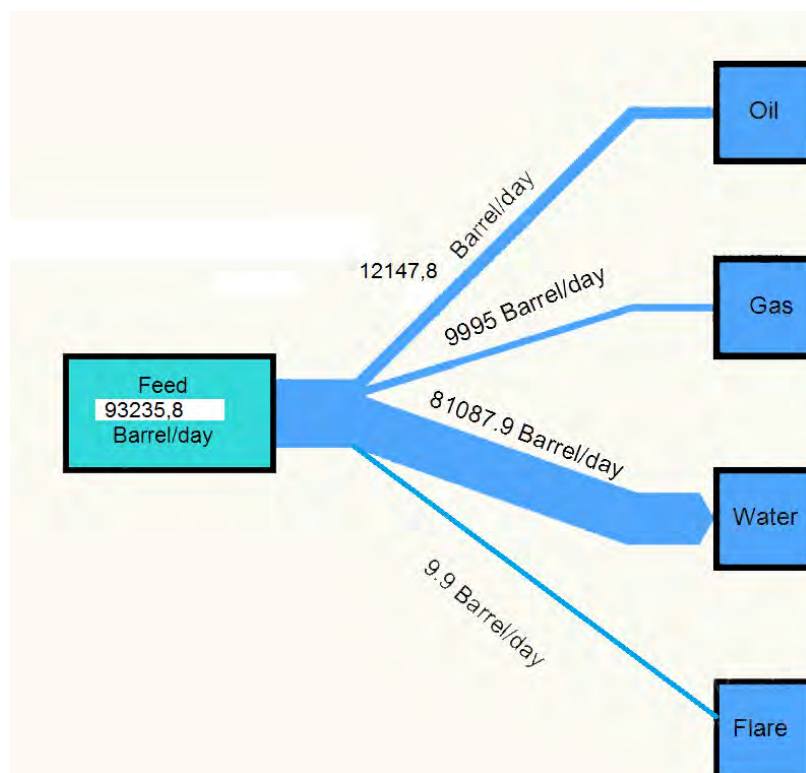 Oil
Barrel/day
12147,8
Gas
9995 Barrel/day
Feed
93235,8
Barrel/day
81087.9 Barrel/day
Water
9.9 Barrel/day
Flare